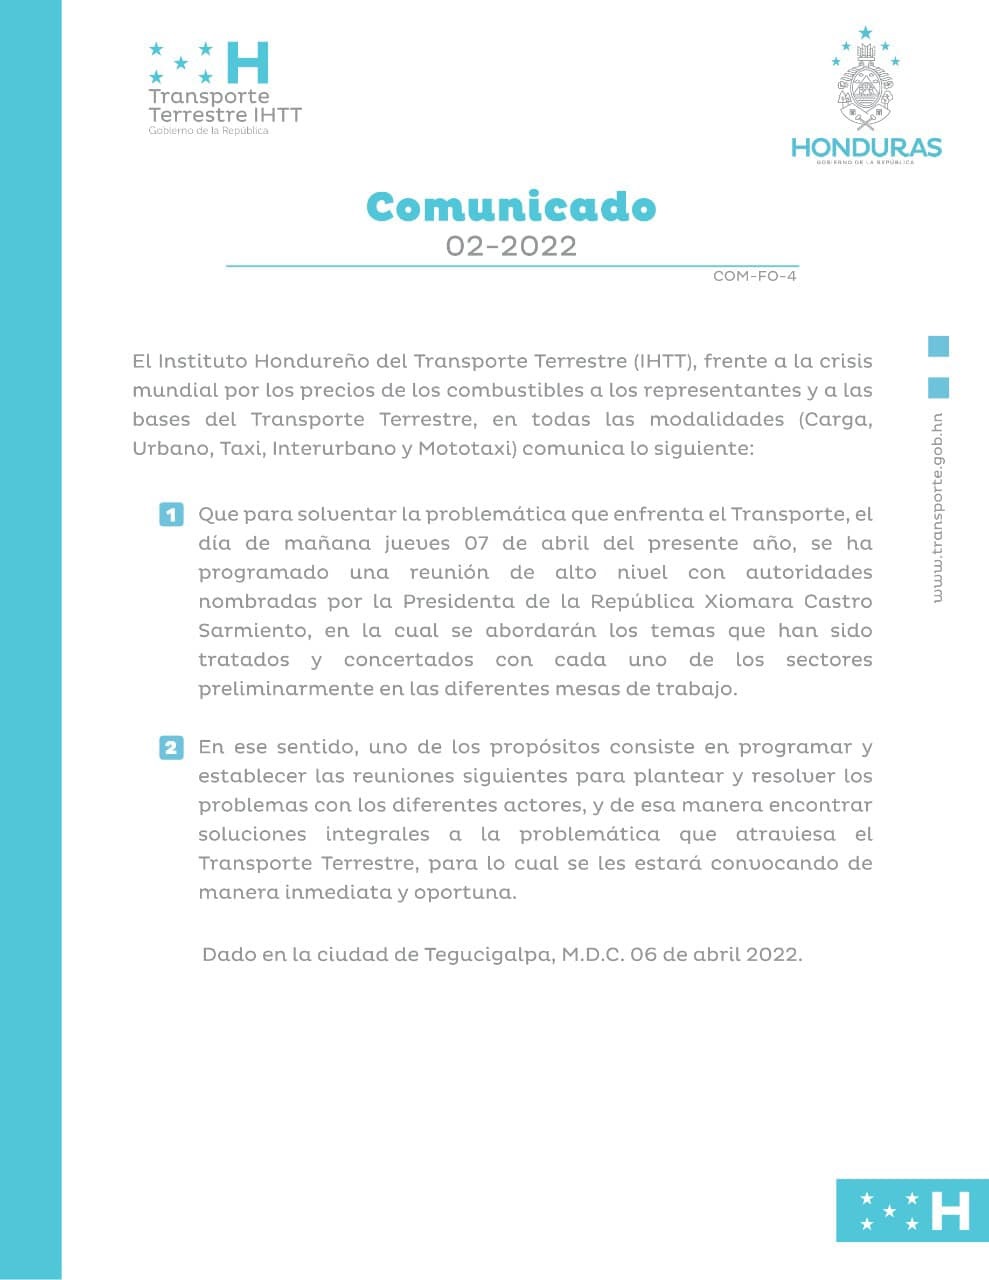 H
Transporte
Terrestre IHTT
Gobierno de la República
HONDURAS
GOBIERNO DE LA REPÚBLICA
Comunicado
02-2022
COM-FO-4
El Instituto Hondureño del Transporte Terrestre (IHTT), frente a la crisis
mundial por los precios de los combustibles a los representantes y a las
bases del Transporte Terrestre, en todas las modalidades (Carga,
Urbano, Taxi, Interurbano y Mototaxi) comunica lo siguiente:
1 Que para solventar la problemática que enfrenta el Transporte, el
día de mañana jueves 07 de abril del presente año, se ha
programado una reunión de alto nivel con autoridades
nombradas por la Presidenta de la República Xiomara Castro
Sarmiento, en la cual se abordarán los temas que han sido
tratados y concertados con cada uno de los sectores
preliminarmente en las diferentes mesas de trabajo.
2 En ese sentido, uno de los propósitos consiste en programar y
establecer las reuniones siguientes para plantear y resolver los
problemas con los diferentes actores, y de esa manera encontrar
soluciones integrales a la problemática que atraviesa el
Transporte Terrestre, para lo cual se les estará convocando de
manera inmediata y oportuna.
Dado en la ciudad de Tegucigalpa, M.D.C. 06 de abril 2022.
www.transporte.gob.hn
H